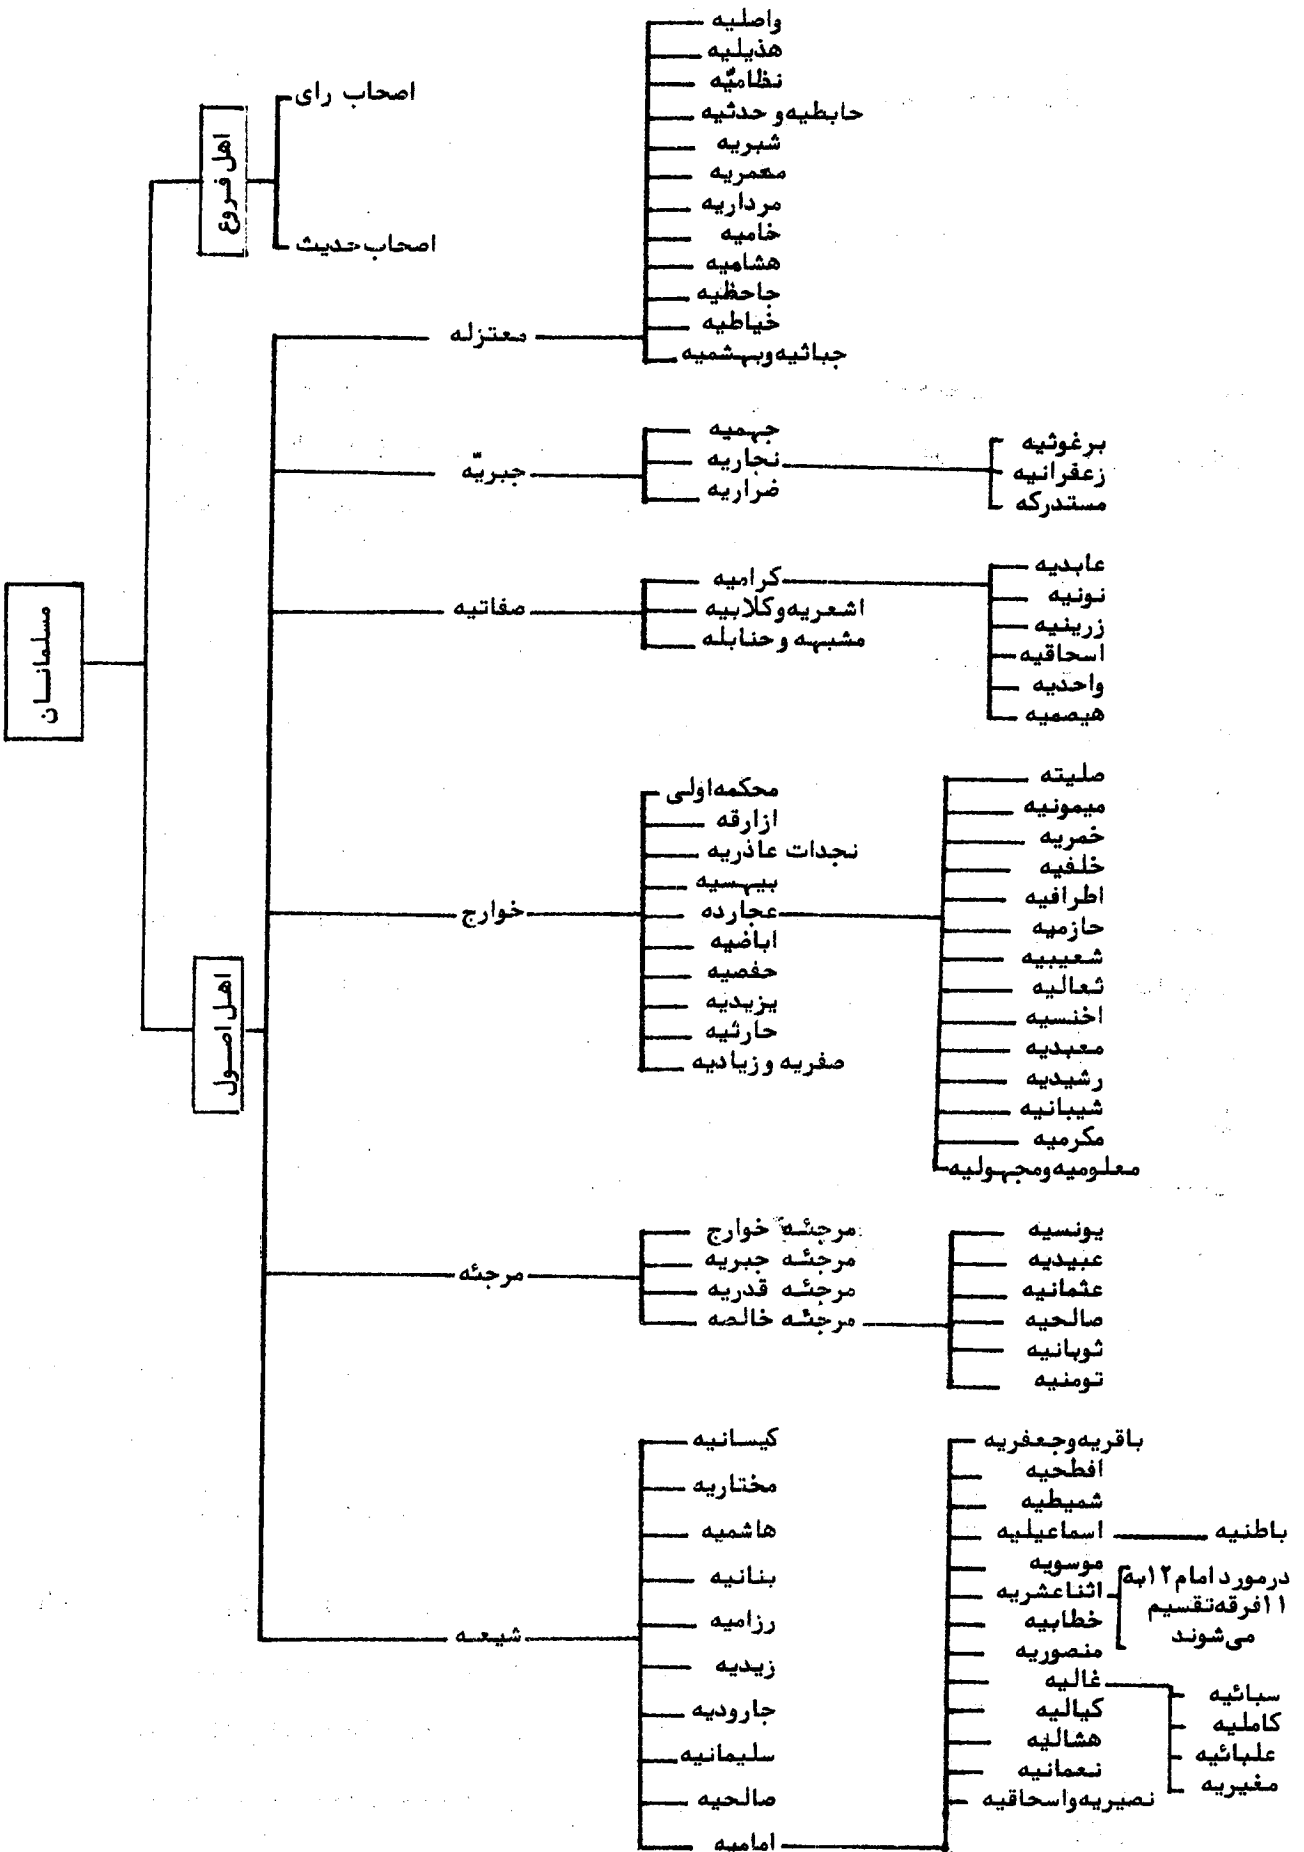 مسلمانان
اهل فروع
اصحاب رای
اصحاب حدیث
اهل اصول
معتزله
واصلیه
هذیلیه
نظامیّه
حابطیه و حدثیه
شبریه
معمریه
مرداریه
خامیه
هشامیه
جاحظیه
خیاطیه
جبائیه وبهشمیه
جبریّه
جهمیه
نجاریه
ضراریه
برغوثیه
زعفرانیه
مستدرکه
صفاتیه
کرامیه
اشعریه وکلابیه
مشبهه و حنابله
عابدیه
نونیه
زرینیه
اسحاقیه
واحدیه
هیصمیه
خوارج
محکمه اولی
ازارقه
نجدات عاذریه
بیهسیه
عجارده
اباضیه
حفصیه
یزیدیه
حارثیه
صفریه و زیادیه
صلیته
میمونیه
خمریه
خلفیه
اطرافیه
حازمیه
شعیبیه
ثعالیه
اخنسیه
معبدیه
رشیدیه
شیبانیه
مکرمیه
معلومیه ومجهولیه
مرجئه
مرجئه خوارج
مرجئه جبریه
مرجئه قدریه
مرجئه خالصه
یونسیه
عبیدیه
عثمانیه
صالحیه
ثوبانیه
تومنیه
شیعه
کیسانیه
مختاریه
هاشمیه
بنانیه
رزامیه
زیدیه
جارودیه
سلیمانیه
صالحیه
امامیه
باقریه وجعفریه
افطحیه
شمیطیه
اسماعیلیه
باطنیه
موسویه
اثناعشریه
خطابیه
منصوریه
درمورد امام ۱۲ به
۱۱ فرقه تقسیم
می‌شوند
غالیه
کیالیه
هشالیه
نعمانیه
نصیریه واسحاقیه
سبائیه
کاملیه
علبائیه
مغیریه